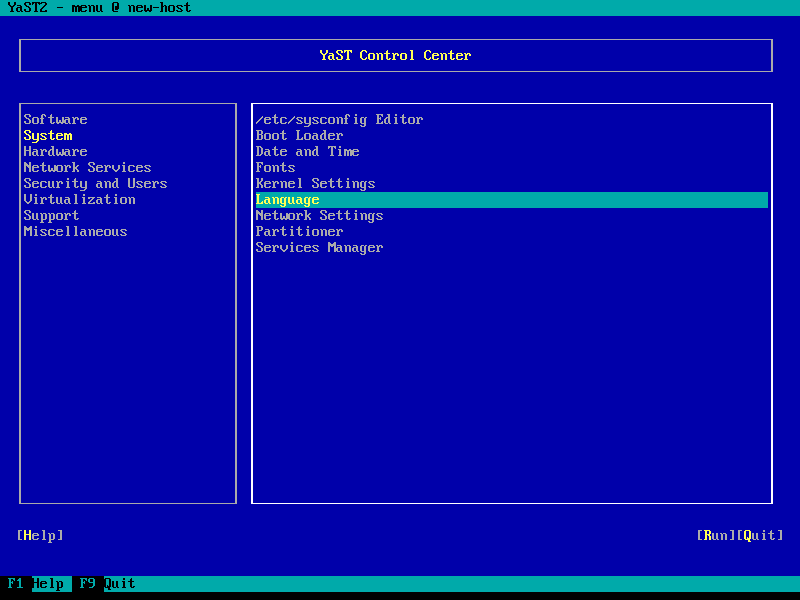 YaST2 - menu @ new-host
YaST Control Center
Software
System
Hardware
Network Services
Security and Users
Virtualization
Support
Miscellaneous
/etc/sysconfig Editor
Boot Loader
Date and Time
Fonts
Kernel Settings
Language
Network Settings
Partitioner
Services Manager
[Help]
[Run][Quit]
F1 Help F9 Quit